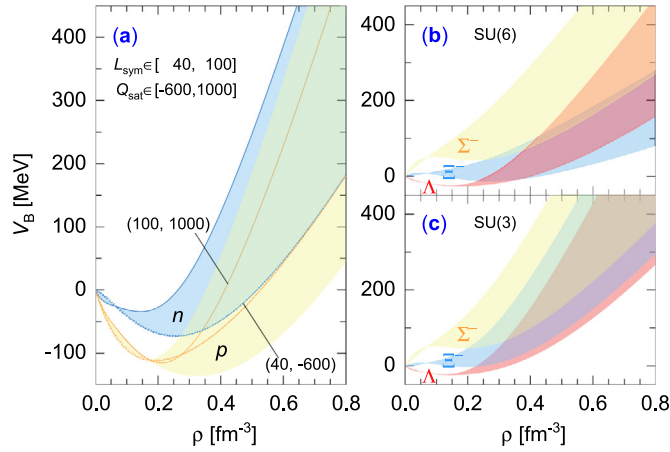 (a)
L_sym∈[ 40, 100]
Q_sat∈[-600,1000]
(100, 1000)
n
p
(40, -600)
V_B [MeV]
400
300
200
100
0
-100
0.0 0.2 0.4 0.6 0.8
ρ [fm⁻³]
(b) SU(6)
400
200
0
Σ⁻
Ξ⁻
Λ
(c) SU(3)
400
200
0
Σ⁻
Ξ⁻
Λ
0.0 0.2 0.4 0.6 0.8
ρ [fm⁻³]